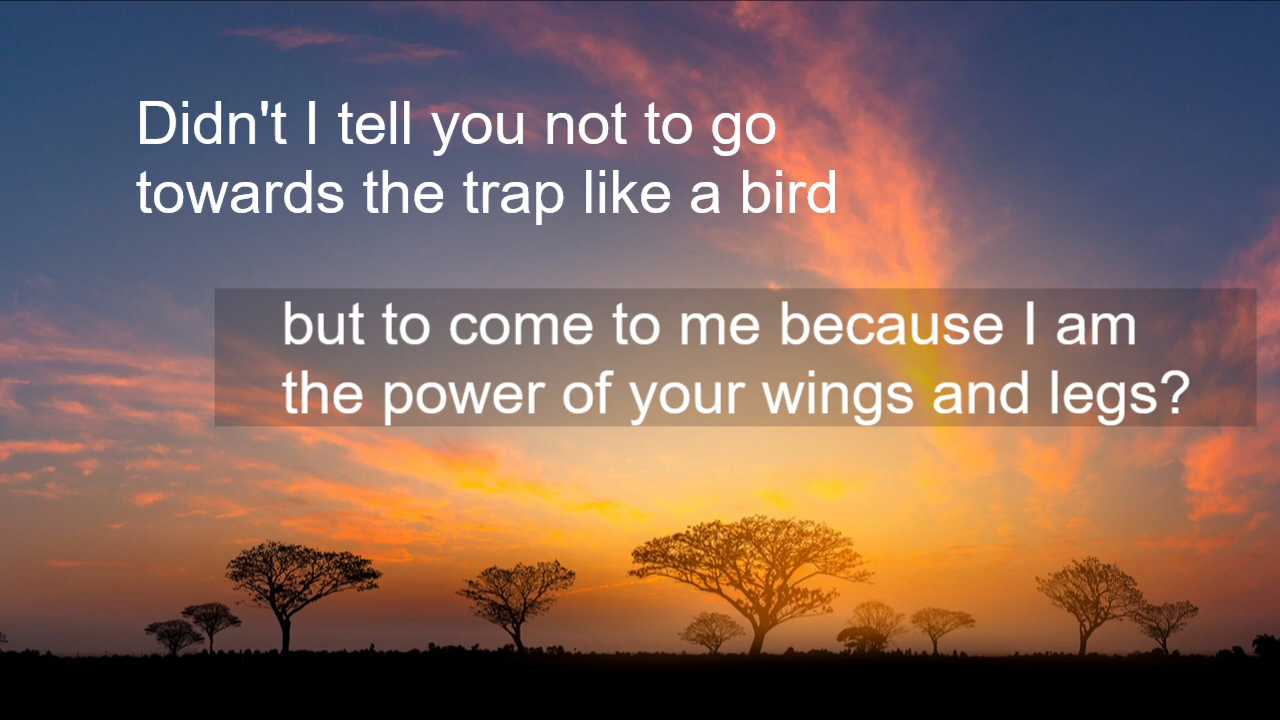 Didn't I tell you not to go
towards the trap like a bird
but to come to me because I am
the power of your wings and legs?